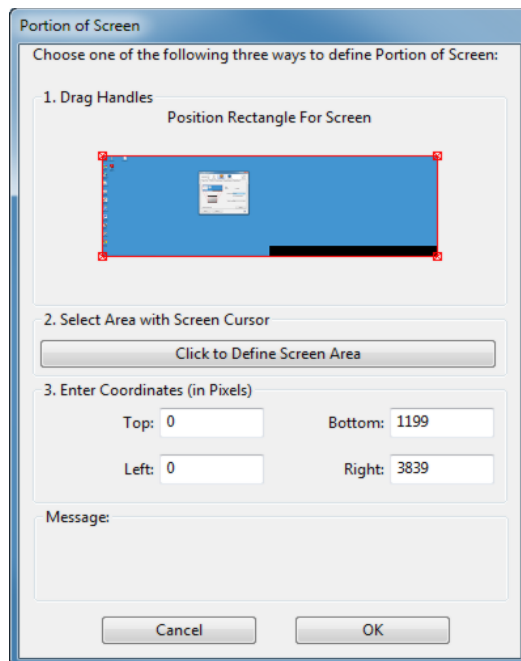 Portion of Screen
Choose one of the following three ways to define Portion of Screen:
1. Drag Handles
Position Rectangle For Screen
2. Select Area with Screen Cursor
Click to Define Screen Area
3. Enter Coordinates (in Pixels)
Top: 0 Bottom: 1199
Left: 0 Right: 3839
Message:
Cancel OK